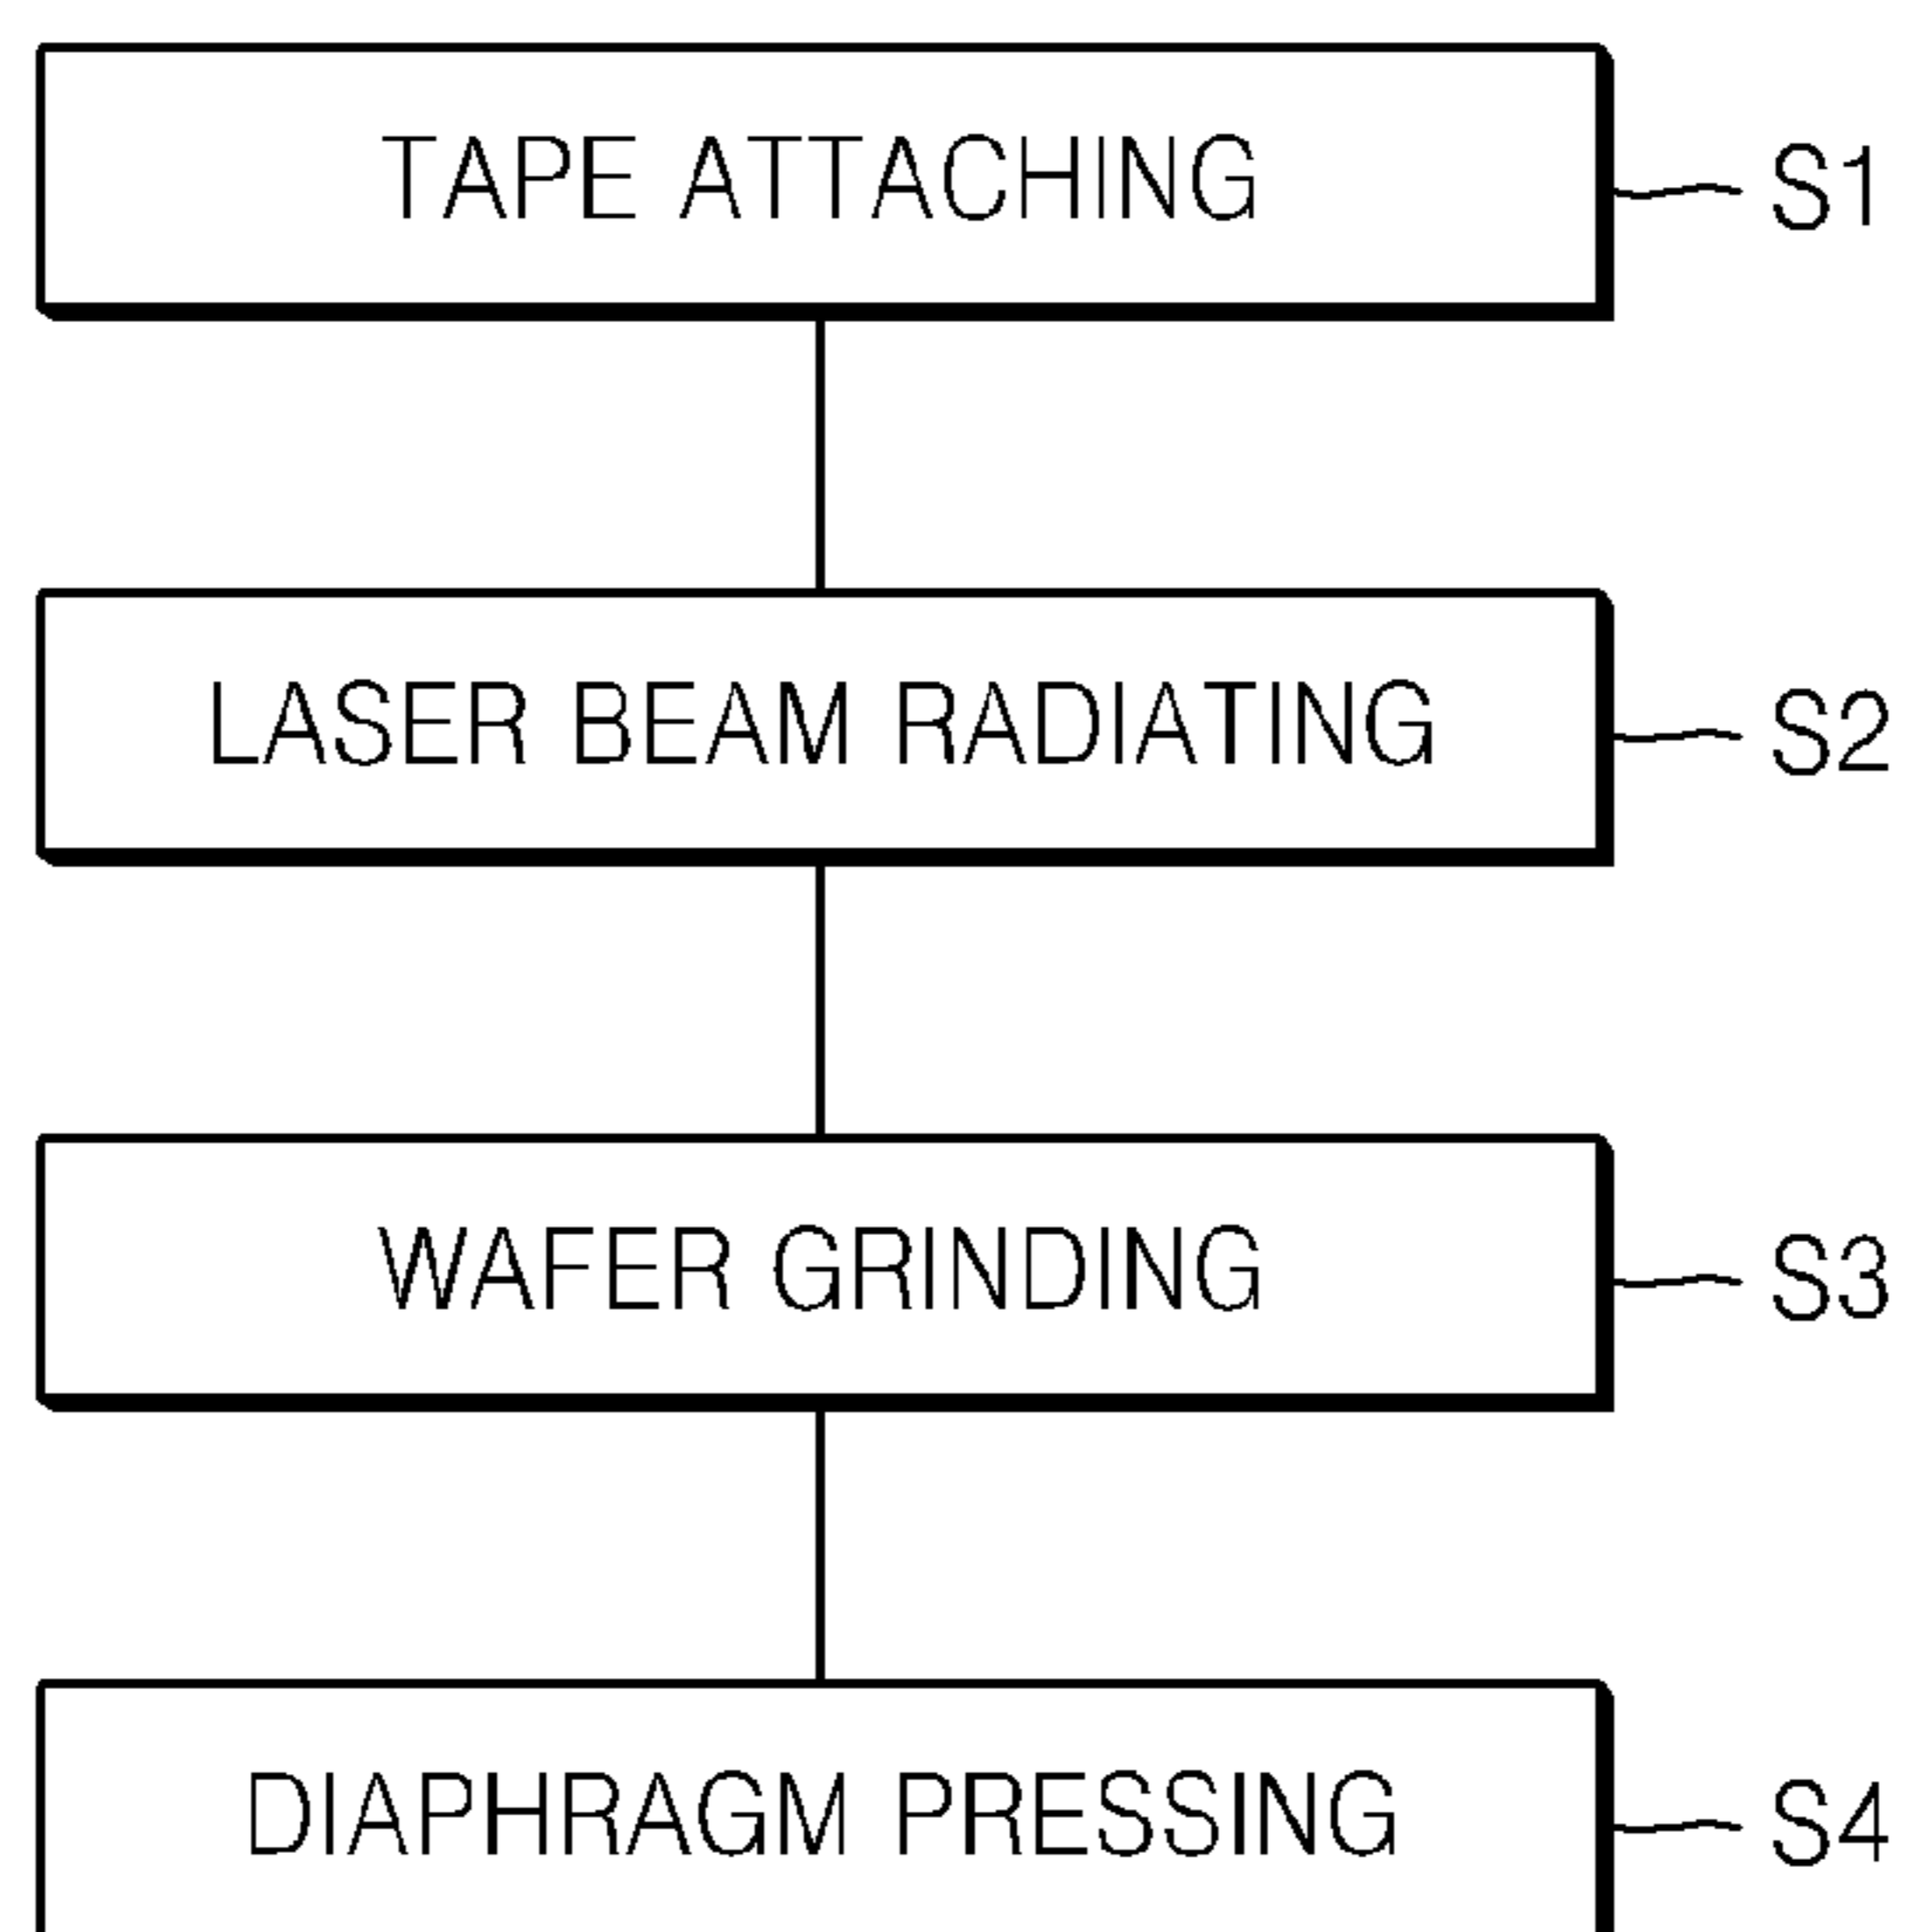 TAPE ATTACHING S1
LASER BEAM RADIATING S2
WAFER GRINDING S3
DIAPHRAGM PRESSING S4